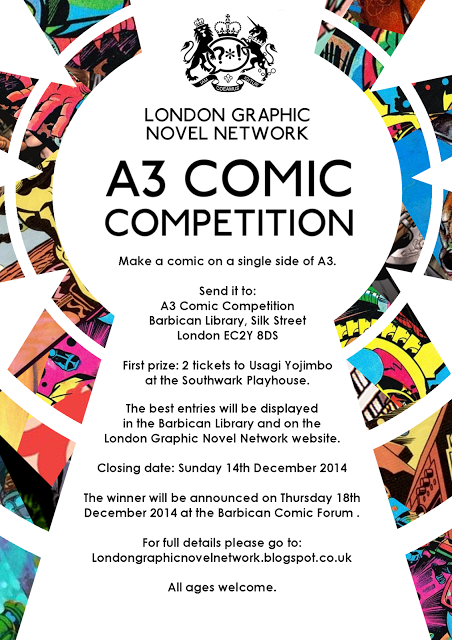 ?*!
CODEAMUS
LONDON GRAPHIC
NOVEL NETWORK
A3 COMIC
COMPETITION
Make a comic on a single side of A3.
Send it to:
A3 Comic Competition
Barbican Library, Silk Street
London EC2Y 8DS
First prize: 2 tickets to Usagi Yojimbo
at the Southwark Playhouse.
The best entries will be displayed
in the Barbican Library and on the
London Graphic Novel Network website.
Closing date: Sunday 14th December 2014
The winner will be announced on Thursday 18th
December 2014 at the Barbican Comic Forum .
For full details please go to:
Londongraphicnovelnetwork.blogspot.co.uk
All ages welcome.